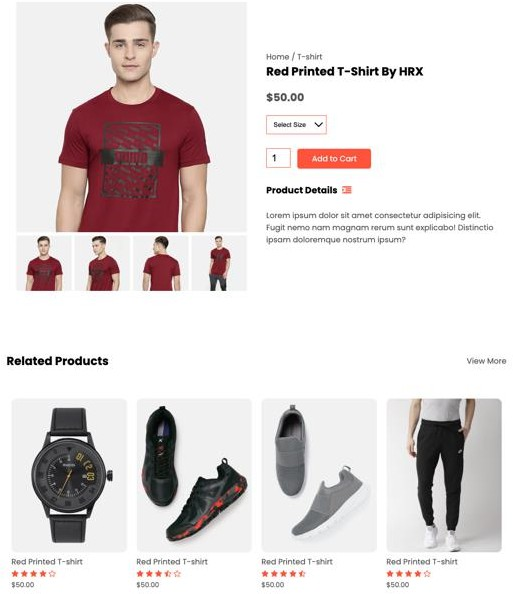 Home / T-shirt
Red Printed T-Shirt By HRX
$50.00
Select Size
1
Add to Cart
Product Details
Lorem ipsum dolor sit amet consectetur adipisicing elit.
Fugit nemo nam magnam rerum sunt explicabo! Distinctio
ipsam doloremque nostrum ipsum?
Related Products
View More
Red Printed T-shirt
$50.00
Red Printed T-shirt
$50.00
Red Printed T-shirt
$50.00
Red Printed T-shirt
$50.00